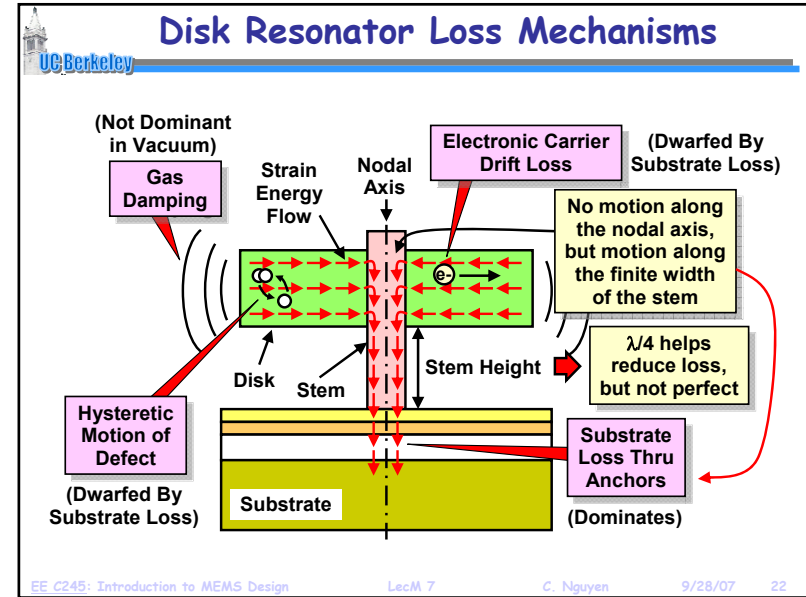 Disk Resonator Loss Mechanisms
UC Berkeley
(Not Dominant
in Vacuum)
Gas
Damping
Strain
Energy
Flow
Nodal
Axis
Electronic Carrier
Drift Loss
(Dwarfed By
Substrate Loss)
No motion along
the nodal axis,
but motion along
the finite width
of the stem
e-
Disk
Stem
Stem Height
λ/4 helps
reduce loss,
but not perfect
Hysteretic
Motion of
Defect
(Dwarfed By
Substrate Loss)
Substrate
Substrate
Loss Thru
Anchors
(Dominates)
EE C245: Introduction to MEMS Design LecM 7 C. Nguyen 9/28/07 22